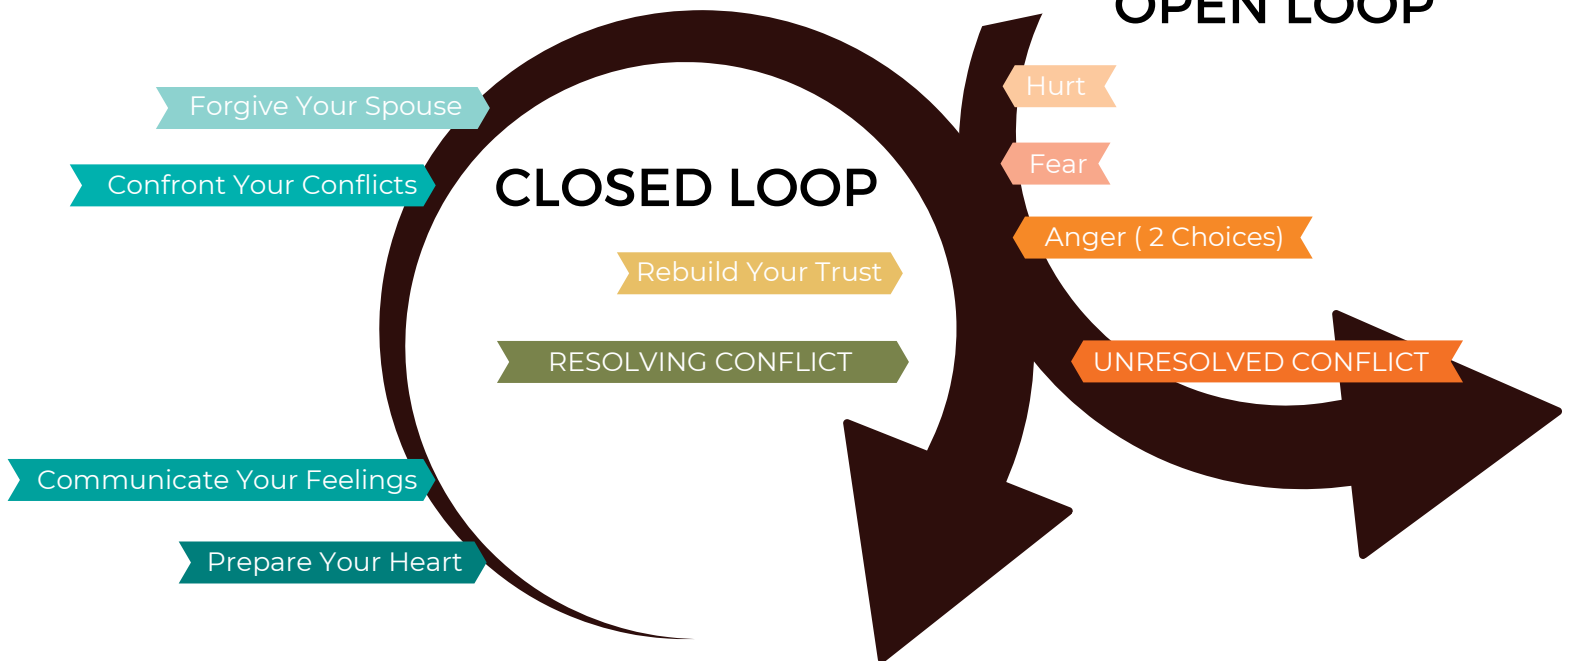 OPEN LOOP
Hurt
Forgive Your Spouse
Fear
Confront Your Conflicts
CLOSED LOOP
Anger ( 2 Choices)
Rebuild Your Trust
RESOLVING CONFLICT
UNRESOLVED CONFLICT
Communicate Your Feelings
Prepare Your Heart